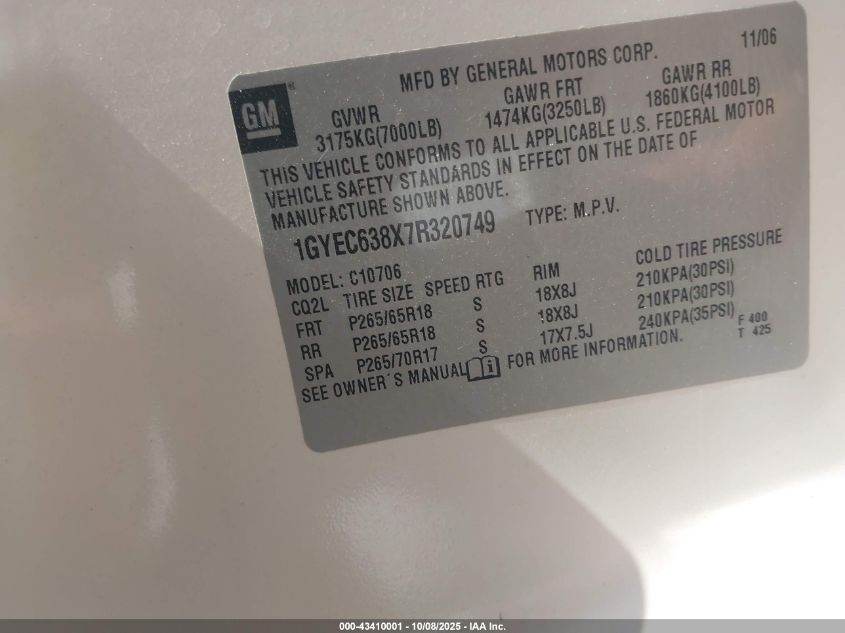 11/06
MFD BY GENERAL MOTORS CORP.
GM
GVWR GAWR FRT GAWR RR
3175KG(7000LB) 1474KG(3250LB) 1860KG(4100LB)
THIS VEHICLE CONFORMS TO ALL APPLICABLE U.S. FEDERAL MOTOR
VEHICLE SAFETY STANDARDS IN EFFECT ON THE DATE OF
MANUFACTURE SHOWN ABOVE.
1GYEC638X7R320749 TYPE: M.P.V.
MODEL: C10706
CQ2L TIRE SIZE SPEED RTG RIM COLD TIRE PRESSURE
FRT P265/65R18 S 18X8J 210KPA(30PSI)
RR P265/65R18 S 18X8J 210KPA(30PSI)
SPA P265/70R17 S 17X7.5J 240KPA(35PSI)
SEE OWNER'S MANUAL FOR MORE INFORMATION.
F 400
T 425
000-43410001 - 10/08/2025 - IAA Inc.